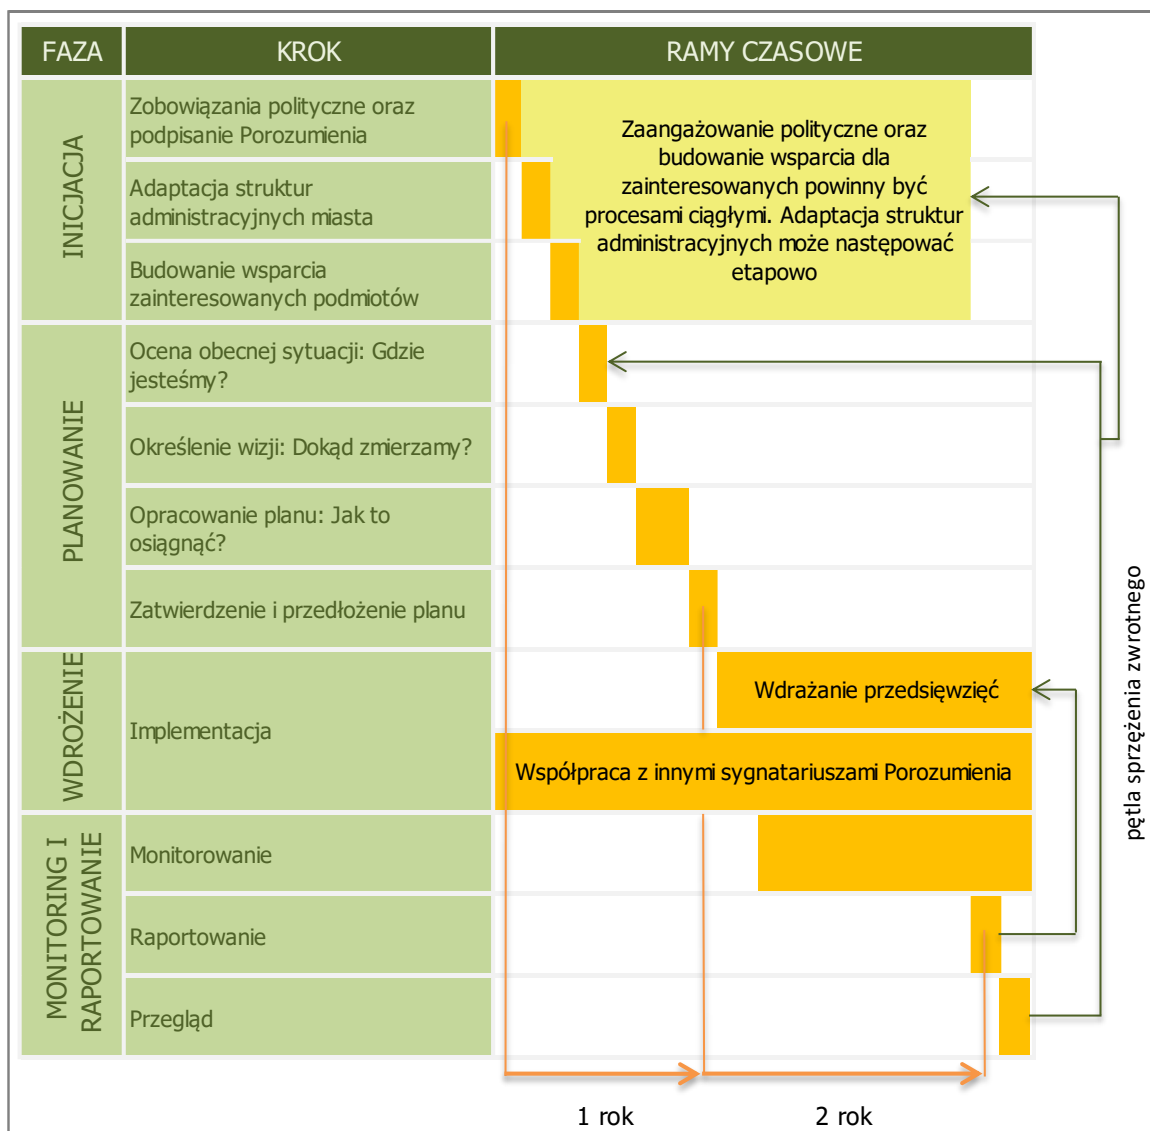 FAZA
KROK
RAMY CZASOWE
INICJACJA
Zobowiązania polityczne oraz
podpisanie Porozumienia
Adaptacja struktur
administracyjnych miasta
Budowanie wsparcia
zainteresowanych podmiotów
Zaangażowanie polityczne oraz
budowanie wsparcia dla
zainteresowanych powinny być
procesami ciągłymi. Adaptacja struktur
administracyjnych może następować
etapowo
PLANOWANIE
Ocena obecnej sytuacji: Gdzie
jesteśmy?
Określenie wizji: Dokąd zmierzamy?
Opracowanie planu: Jak to
osiągnąć?
Zatwierdzenie i przedłożenie planu
WDROŻENIE
Implementacja
Wdrażanie przedsięwzięć
Współpraca z innymi sygnatariuszami Porozumienia
MONITORING I
RAPORTOWANIE
Monitorowanie
Raportowanie
Przegląd
pętla sprzężenia zwrotnego
1 rok
2 rok